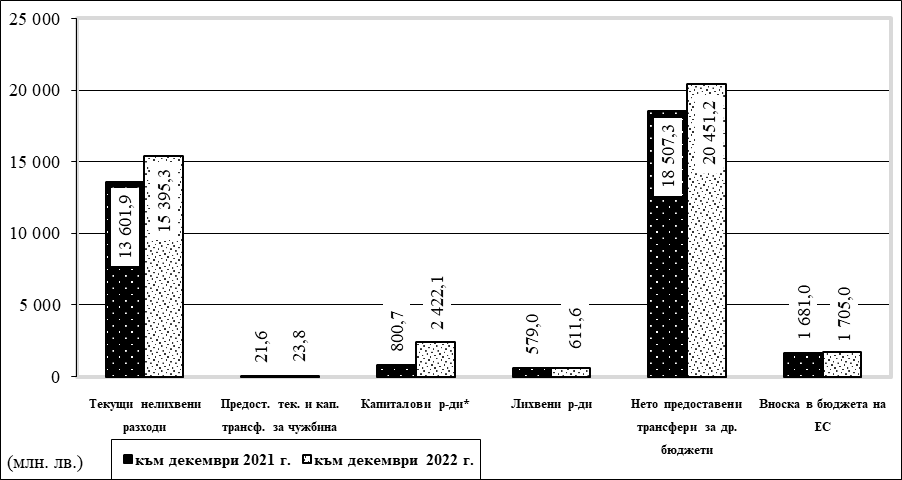 25 000
20 000
15 000
10 000
5 000
0
13 601,9
15 395,3
21,6
23,8
800,7
2 422,1
579,0
611,6
18 507,3
20 451,2
1 681,0
1 705,0
Текущи нелихвени
разходи
Предост. тек. и кап.
трансф. за чужбина
Капиталови р-ди*
Лихвени р-ди
Нето предоставени
трансфери за др.
бюджети
Вноска в бюджета на
ЕС
(млн. лв.)
към декември 2021 г.
към декември 2022 г.